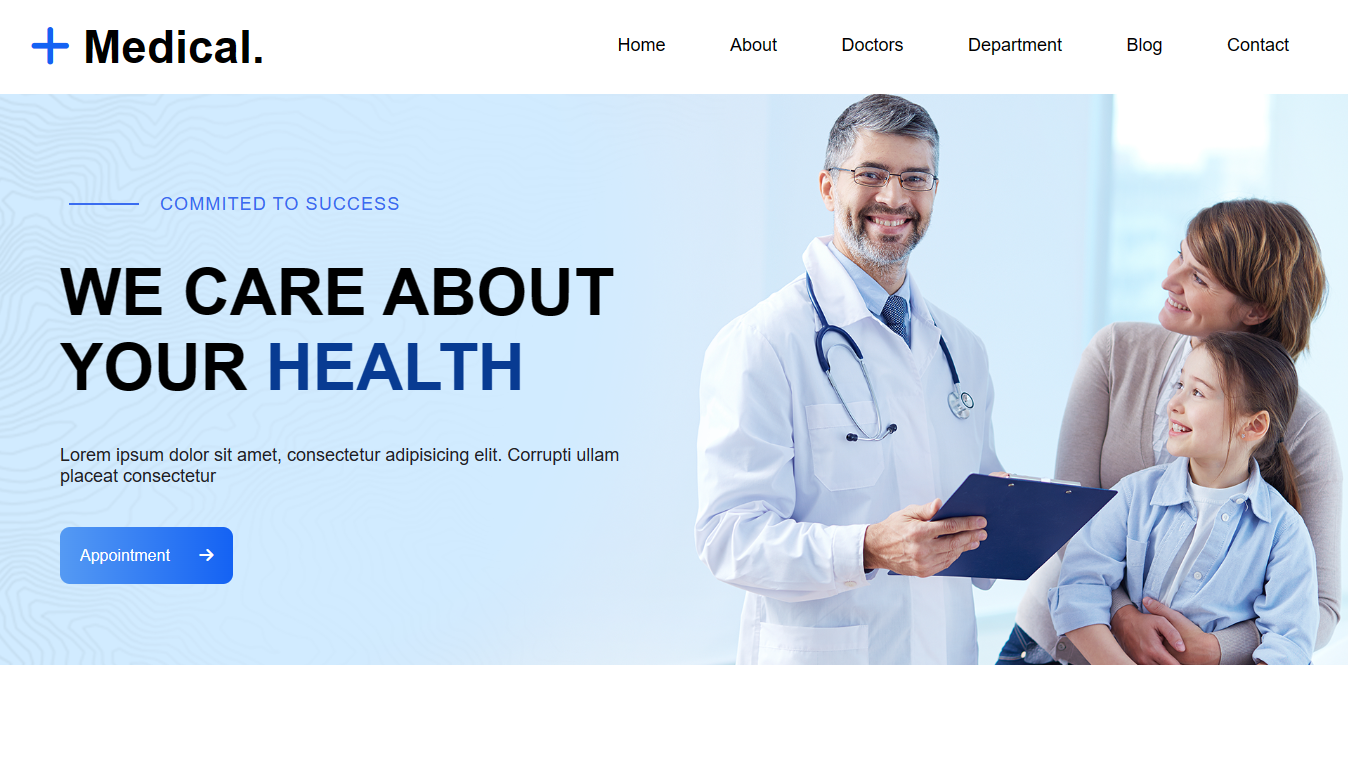 Medical.
Home About Doctors Department Blog Contact
COMMITED TO SUCCESS
WE CARE ABOUT
YOUR HEALTH
Lorem ipsum dolor sit amet, consectetur adipisicing elit. Corrupti ullam
placeat consectetur
Appointment